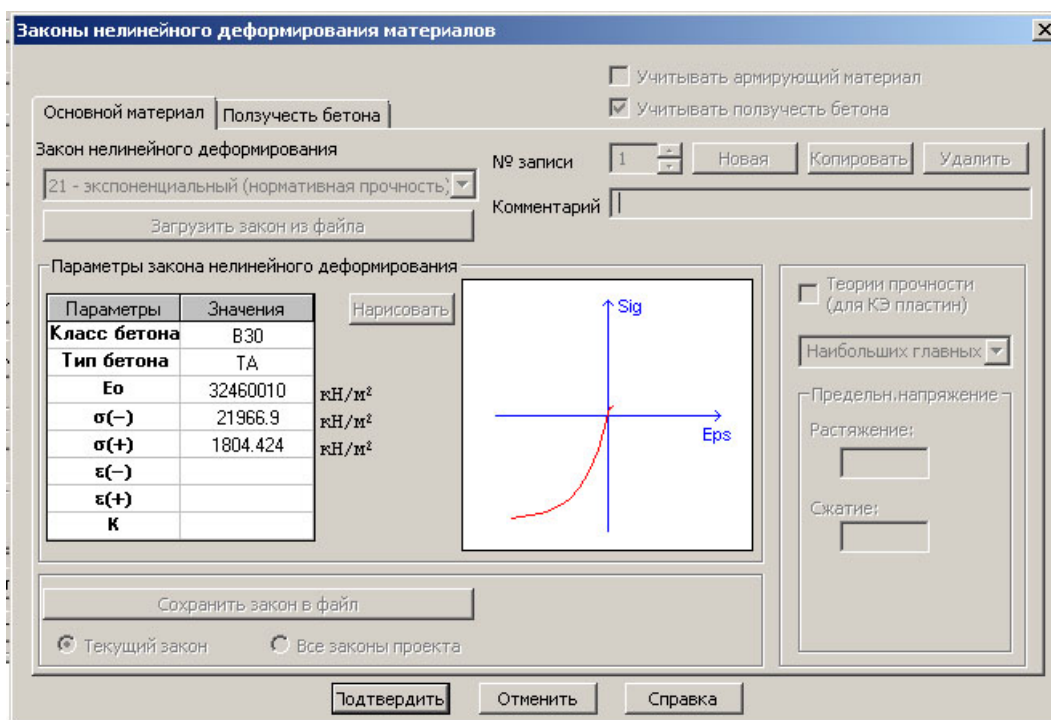 Законы нелинейного деформирования материалов
Учитывать армирующий материал
Учитывать ползучесть бетона
Основной материал
Ползучесть бетона
Закон нелинейного деформирования
21 - экспоненциальный (нормативная прочность)
Загрузить закон из файла
№ записи
1
Новая
Копировать
Удалить
Комментарий
Параметры закона нелинейного деформирования
Параметры Значения
Класс бетона B30
Тип бетона ТА
Eo 32460010 кН/м²
σ(−) 21966.9 кН/м²
σ(+) 1804.424 кН/м²
ε(−)
ε(+)
К
Нарисовать
Sig
Eps
Теории прочности
(для КЭ пластин)
Наибольших главных
Предельн.напряжение
Растяжение:
Сжатие:
Сохранить закон в файл
Текущий закон
Все законы проекта
Подтвердить
Отменить
Справка